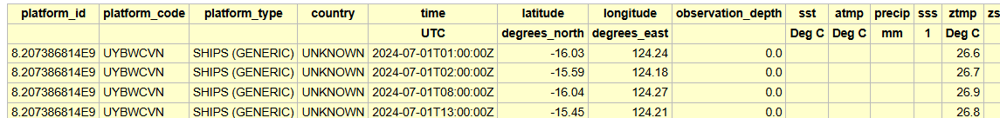 platform_id platform_code platform_type country time latitude longitude observation_depth sst atmp precip sss ztmp zs
UTC degrees_north degrees_east Deg C Deg C mm 1 Deg C
8.207386814E9 UYBWCVN SHIPS (GENERIC) UNKNOWN 2024-07-01T01:00:00Z -16.03 124.24 0.0 26.6
8.207386814E9 UYBWCVN SHIPS (GENERIC) UNKNOWN 2024-07-01T02:00:00Z -15.59 124.18 0.0 26.7
8.207386814E9 UYBWCVN SHIPS (GENERIC) UNKNOWN 2024-07-01T08:00:00Z -16.04 124.27 0.0 26.9
8.207386814E9 UYBWCVN SHIPS (GENERIC) UNKNOWN 2024-07-01T13:00:00Z -15.45 124.21 0.0 26.8